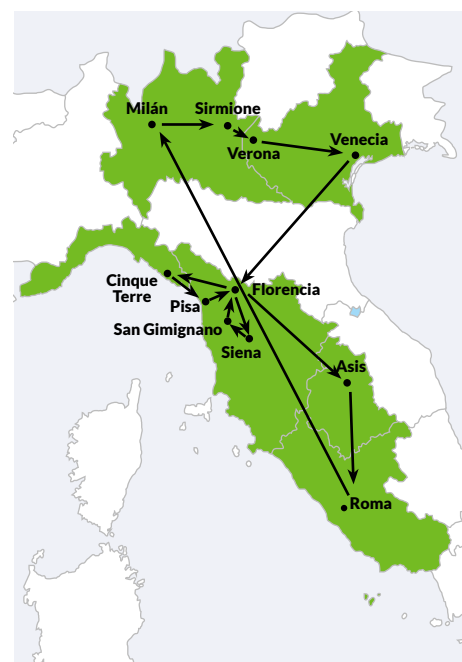 Milán
Sirmione
Verona
Venecia
Cinque
Terre
Pisa
Florencia
San Gimignano
Siena
Asis
Roma